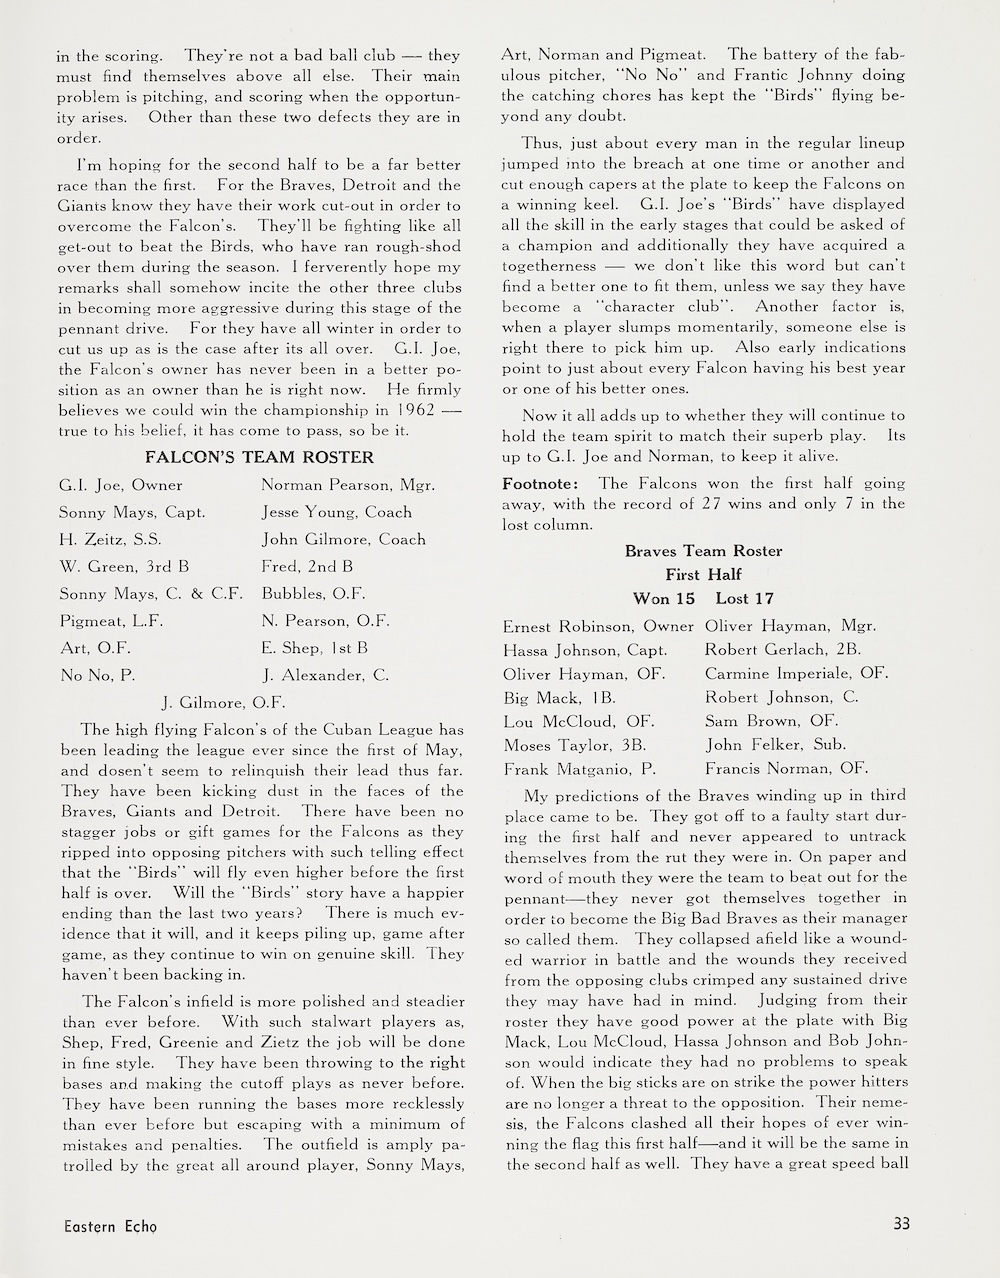 in the scoring. They're not a bad ball club — they
must find themselves above all else. Their main
problem is pitching, and scoring when the opportun-
ity arises. Other than these two defects they are in
order.
I'm hoping for the second half to be a far better
race than the first. For the Braves, Detroit and the
Giants know they have their work cut-out in order to
overcome the Falcon's. They'll be fighting like all
get-out to beat the Birds, who have ran rough-shod
over them during the season. I ferverently hope my
remarks shall somehow incite the other three clubs
in becoming more aggressive during this stage of the
pennant drive. For they have all winter in order to
cut us up as is the case after its all over. G.I. Joe,
the Falcon's owner has never been in a better po-
sition as an owner than he is right now. He firmly
believes we could win the championship in 1962 —
true to his belief, it has come to pass, so be it.
FALCON'S TEAM ROSTER
G.I. Joe, Owner Norman Pearson, Mgr.
Sonny Mays, Capt. Jesse Young, Coach
H. Zeitz, S.S. John Gilmore, Coach
W. Green, 3rd B Fred, 2nd B
Sonny Mays, C. & C.F. Bubbles, O.F.
Pigmeat, L.F. N. Pearson, O.F.
Art, O.F. E. Shep, 1st B
No No, P. J. Alexander, C.
J. Gilmore, O.F.
The high flying Falcon's of the Cuban League has
been leading the league ever since the first of May,
and dosen't seem to relinquish their lead thus far.
They have been kicking dust in the faces of the
Braves, Giants and Detroit. There have been no
stagger jobs or gift games for the Falcons as they
ripped into opposing pitchers with such telling effect
that the "Birds" will fly even higher before the first
half is over. Will the "Birds" story have a happier
ending than the last two years? There is much ev-
idence that it will, and it keeps piling up, game after
game, as they continue to win on genuine skill. They
haven't been backing in.
The Falcon's infield is more polished and steadier
than ever before. With such stalwart players as,
Shep, Fred, Greenie and Zietz the job will be done
in fine style. They have been throwing to the right
bases and making the cutoff plays as never before.
They have been running the bases more recklessly
than ever before but escaping with a minimum of
mistakes and penalties. The outfield is amply pa-
trolled by the great all around player, Sonny Mays,
Art, Norman and Pigmeat. The battery of the fab-
ulous pitcher, "No No" and Frantic Johnny doing
the catching chores has kept the "Birds" flying be-
yond any doubt.
Thus, just about every man in the regular lineup
jumped into the breach at one time or another and
cut enough capers at the plate to keep the Falcons on
a winning keel. G.I. Joe's "Birds" have displayed
all the skill in the early stages that could be asked of
a champion and additionally they have acquired a
togetherness — we don't like this word but can't
find a better one to fit them, unless we say they have
become a "character club". Another factor is,
when a player slumps momentarily, someone else is
right there to pick him up. Also early indications
point to just about every Falcon having his best year
or one of his better ones.
Now it all adds up to whether they will continue to
hold the team spirit to match their superb play. Its
up to G.I. Joe and Norman, to keep it alive.
Footnote: The Falcons won the first half going
away, with the record of 27 wins and only 7 in the
lost column.
Braves Team Roster
First Half
Won 15 Lost 17
Ernest Robinson, Owner Oliver Hayman, Mgr.
Hassa Johnson, Capt. Robert Gerlach, 2B.
Oliver Hayman, OF. Carmine Imperiale, OF.
Big Mack, 1B. Robert Johnson, C.
Lou McCloud, OF. Sam Brown, OF.
Moses Taylor, 3B. John Felker, Sub.
Frank Matganio, P. Francis Norman, OF.
My predictions of the Braves winding up in third
place came to be. They got off to a faulty start dur-
ing the first half and never appeared to untrack
themselves from the rut they were in. On paper and
word of mouth they were the team to beat out for the
pennant—they never got themselves together in
order to become the Big Bad Braves as their manager
so called them. They collapsed afield like a wound-
ed warrior in battle and the wounds they received
from the opposing clubs crimped any sustained drive
they may have had in mind. Judging from their
roster they have good power at the plate with Big
Mack, Lou McCloud, Hassa Johnson and Bob John-
son would indicate they had no problems to speak
of. When the big sticks are on strike the power hitters
are no longer a threat to the opposition. Their neme-
sis, the Falcons clashed all their hopes of ever win-
ning the flag this first half—and it will be the same in
the second half as well. They have a great speed ball
Eastern Echo 33